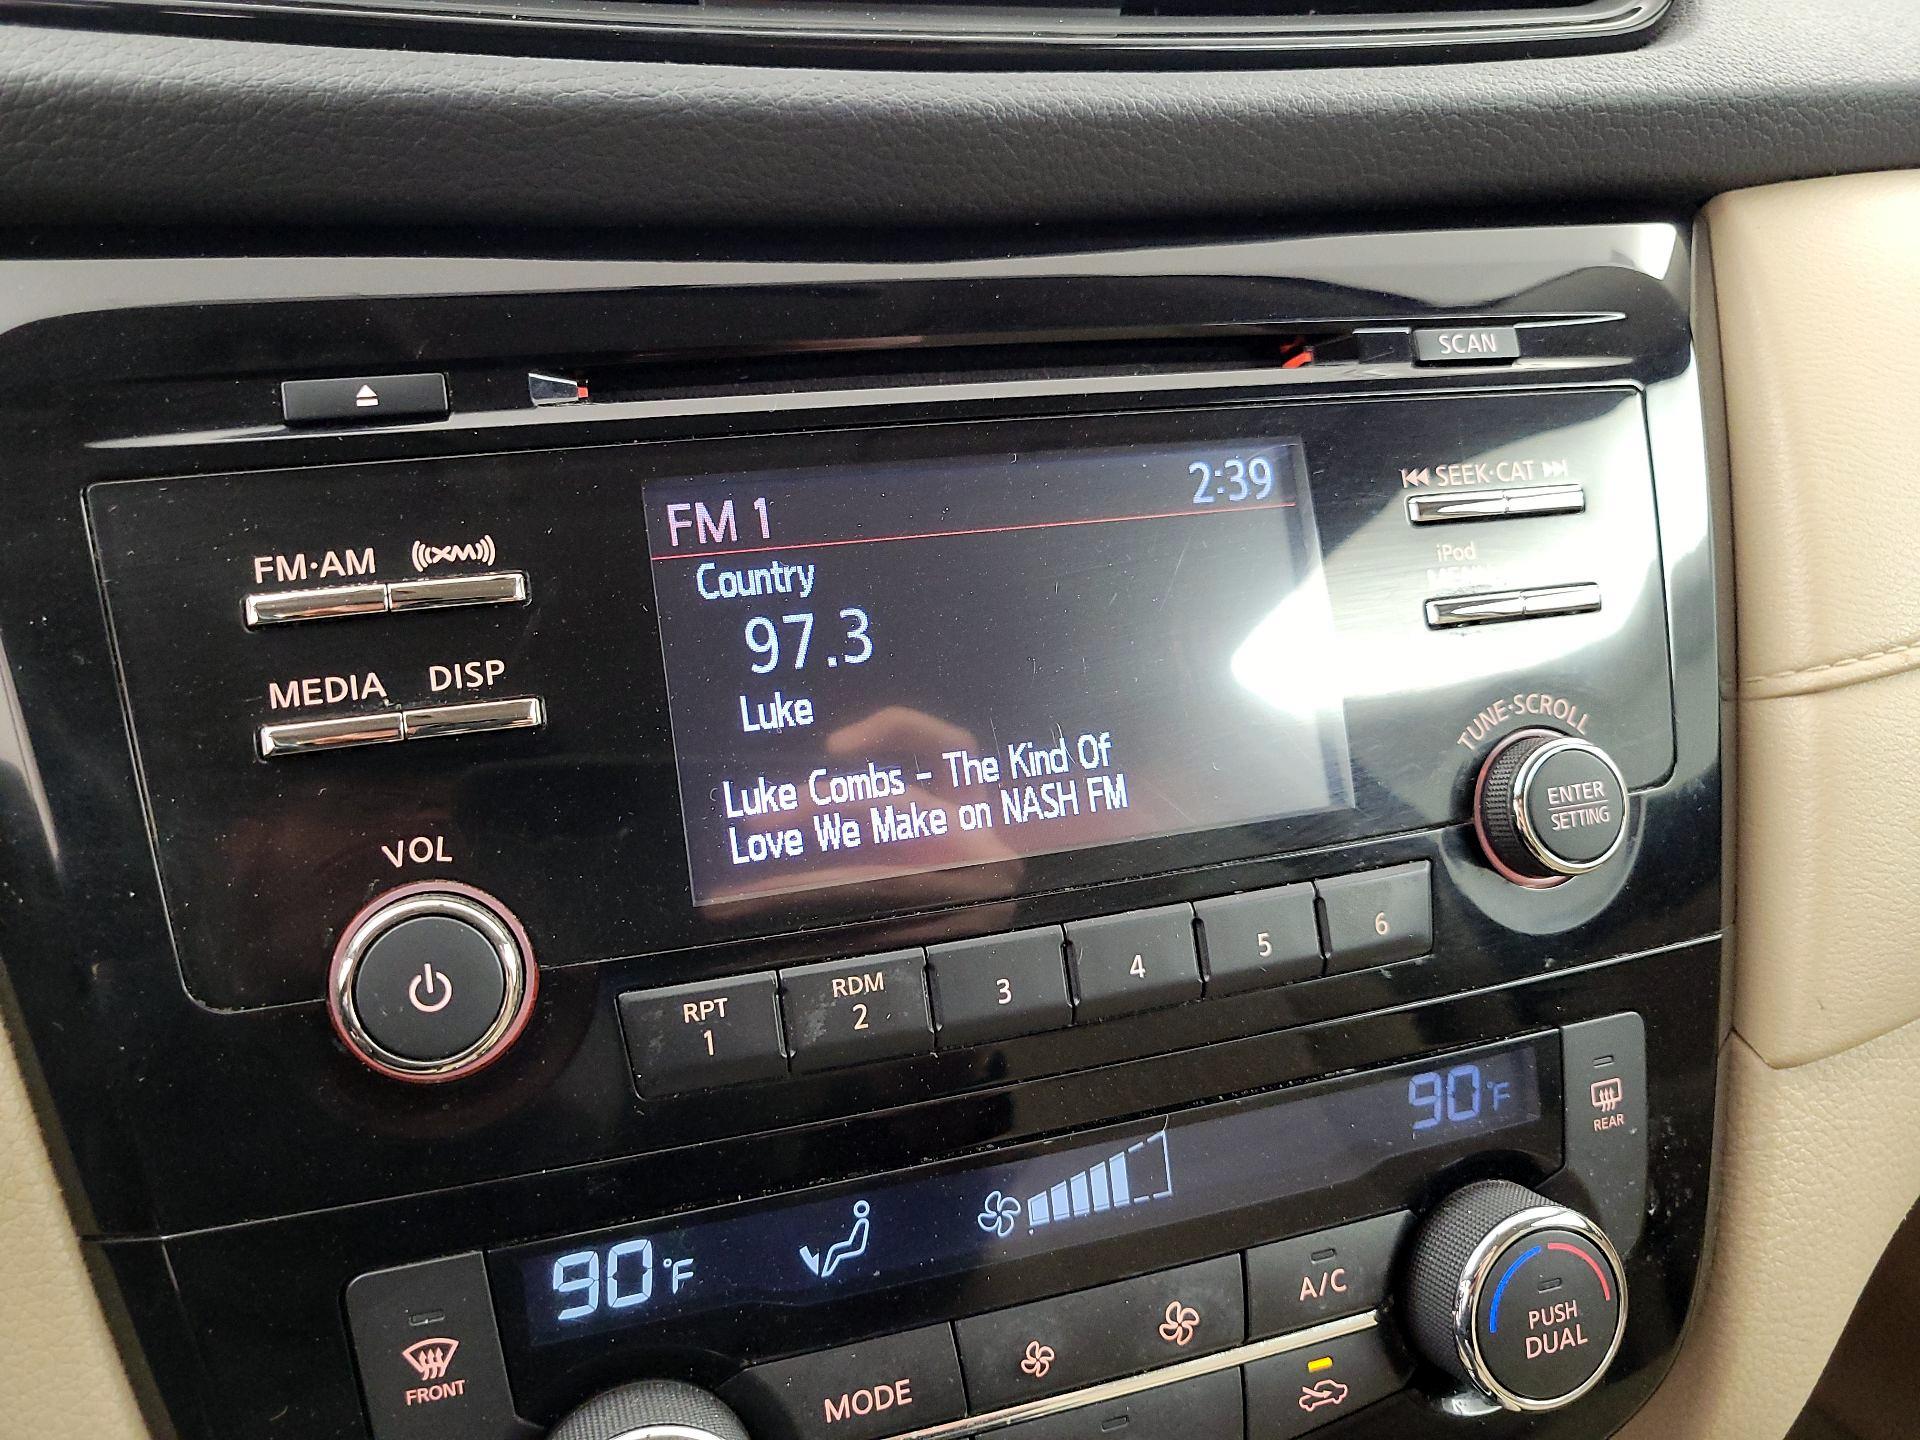 SCAN
2:39
FM 1
SEEK·CAT
FM·AM
((XM))
Country
iPod
97.3
MEDIA
DISP
Luke
TUNE·SCROLL
Luke Combs - The Kind Of
Love We Make on NASH FM
ENTER
SETTING
VOL
RPT
1
RDM
2
3
4
5
6
90°F
REAR
90°F
A/C
PUSH
DUAL
FRONT
MODE